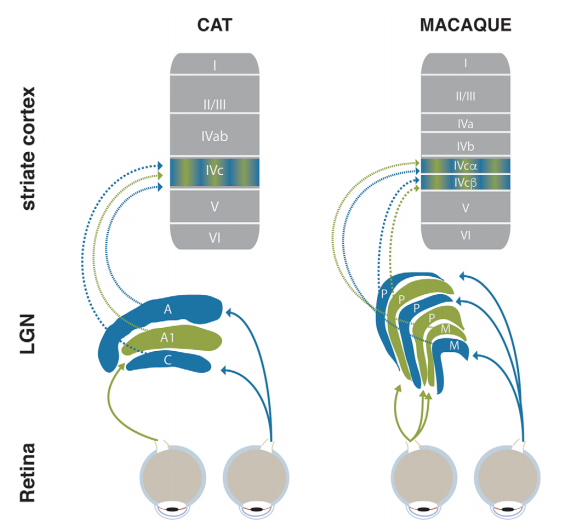 CAT
MACAQUE
striate cortex
I
II/III
IVab
IVc
V
VI
I
II/III
IVa
IVb
IVcα
IVcβ
V
VI
LGN
A
A1
C
P
P
P
P
M
M
Retina